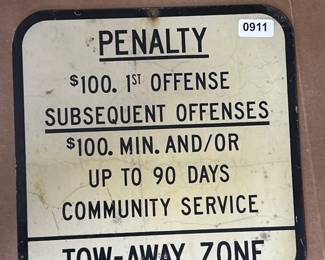 0911
PENALTY
$100. 1ST OFFENSE
SUBSEQUENT OFFENSES
$100. MIN. AND/OR
UP TO 90 DAYS
COMMUNITY SERVICE
TOW-AWAY ZONE